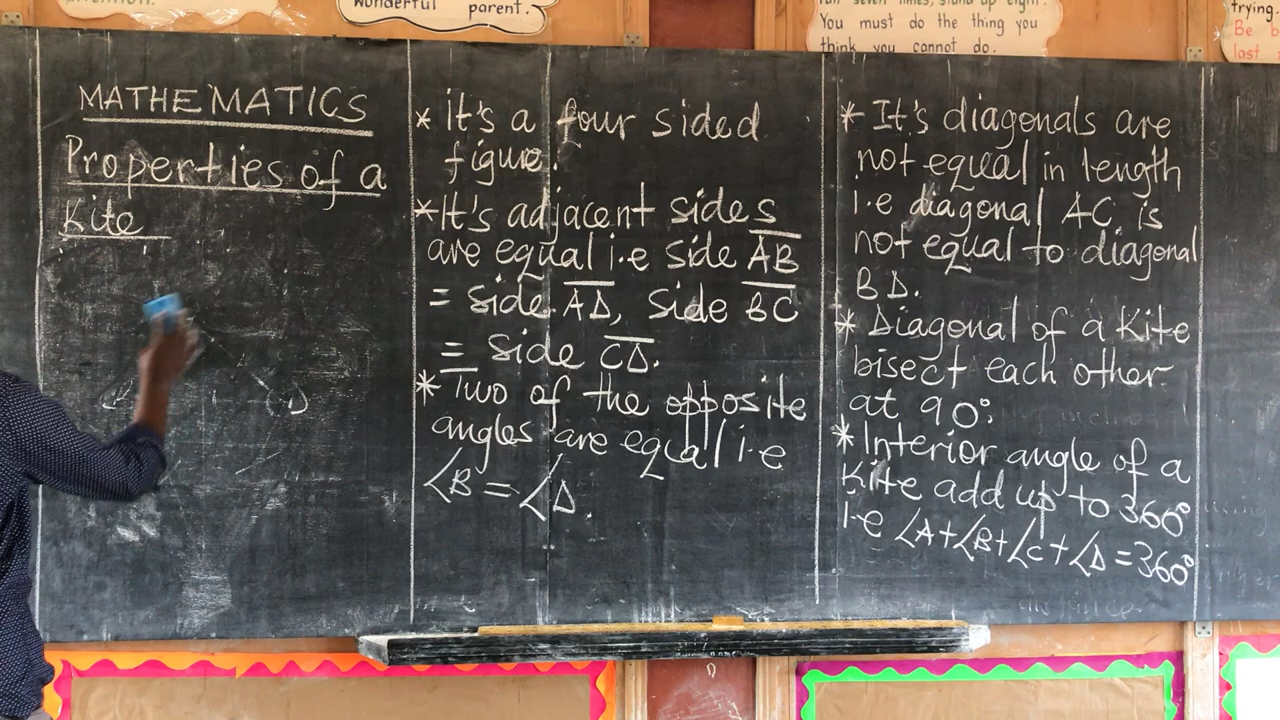 wonderful parent.
You must do the thing you
think you cannot do.
trying.
Be b
lost
MATHEMATICS
Properties of a
Kite
* It's a four sided
figure.
*It's adjacent sides
are equal i.e side AB
= side AD, side BC
= side CD.
* Two of the opposite
angles are equal i.e
∠B = ∠D.
* It's diagonals are
not equal in length
i.e diagonal AC is
not equal to diagonal
BD.
* Diagonal of a Kite
bisect each other
at 90°.
* Interior angle of a
Kite add up to 360°
i.e ∠A+∠B+∠C+∠D=360°